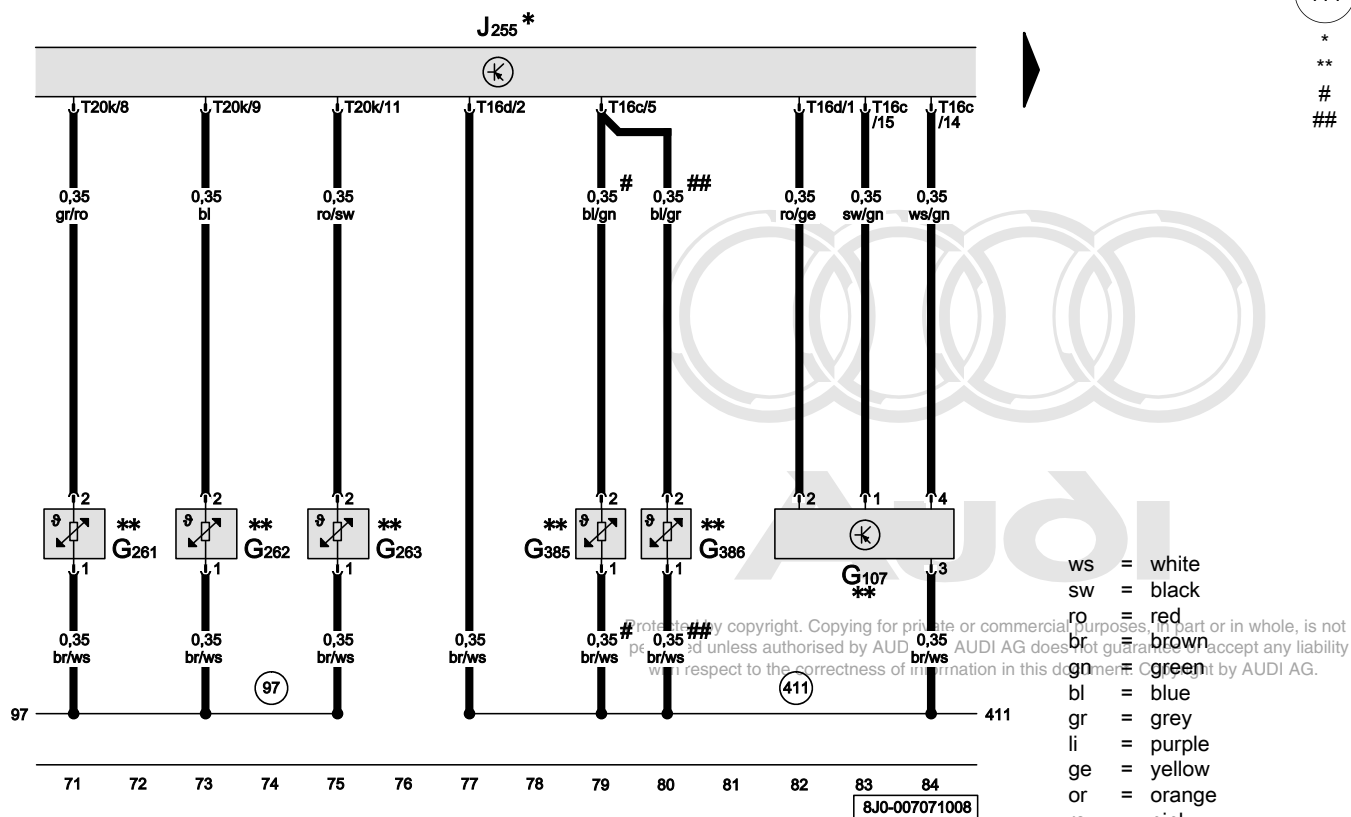 J255 *
*
**
#
##
T20k/8 T20k/9 T20k/11 T16d/2 T16c/5 T16d/1 T16c/15 T16c/14
# ##
0,35 0,35 0,35 0,35 0,35 0,35 0,35 0,35
gr/ro bl ro/sw bl/gn bl/gr ro/ge sw/gn ws/gn
2 2 2 2 2 2 1 4
** ** ** ** **
G261 G262 G263 G385 G386
1 1 1 1 1 3
G107
**
Audi
ws = white
sw = black
ro = red
br = brown
gn = green
bl = blue
gr = grey
li = purple
ge = yellow
or = orange
# ##
0,35 0,35 0,35 0,35 0,35 0,35 0,35
br/ws br/ws br/ws br/ws br/ws br/ws br/ws
Protected by copyright. Copying for private or commercial purposes, in part or in whole, is not
permitted unless authorised by AUDI AG. AUDI AG does not guarantee or accept any liability
with respect to the correctness of information in this document. Copyright by AUDI AG.
97 411
97 411
71 72 73 74 75 76 77 78 79 80 81 82 83 84
8J0-007071008